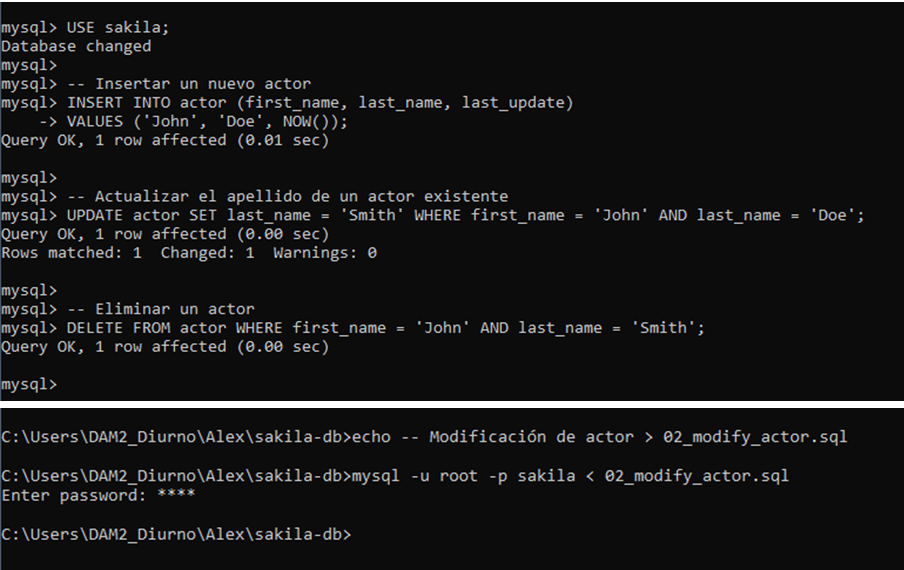 mysql> USE sakila;
Database changed
mysql>
mysql> -- Insertar un nuevo actor
mysql> INSERT INTO actor (first_name, last_name, last_update)
    -> VALUES ('John', 'Doe', NOW());
Query OK, 1 row affected (0.01 sec)
mysql>
mysql> -- Actualizar el apellido de un actor existente
mysql> UPDATE actor SET last_name = 'Smith' WHERE first_name = 'John' AND last_name = 'Doe';
Query OK, 1 row affected (0.00 sec)
Rows matched: 1  Changed: 1  Warnings: 0
mysql>
mysql> -- Eliminar un actor
mysql> DELETE FROM actor WHERE first_name = 'John' AND last_name = 'Smith';
Query OK, 1 row affected (0.00 sec)
mysql>
C:\Users\DAM2_Diurno\Alex\sakila-db>echo -- Modificación de actor > 02_modify_actor.sql
C:\Users\DAM2_Diurno\Alex\sakila-db>mysql -u root -p sakila < 02_modify_actor.sql
Enter password: ****
C:\Users\DAM2_Diurno\Alex\sakila-db>